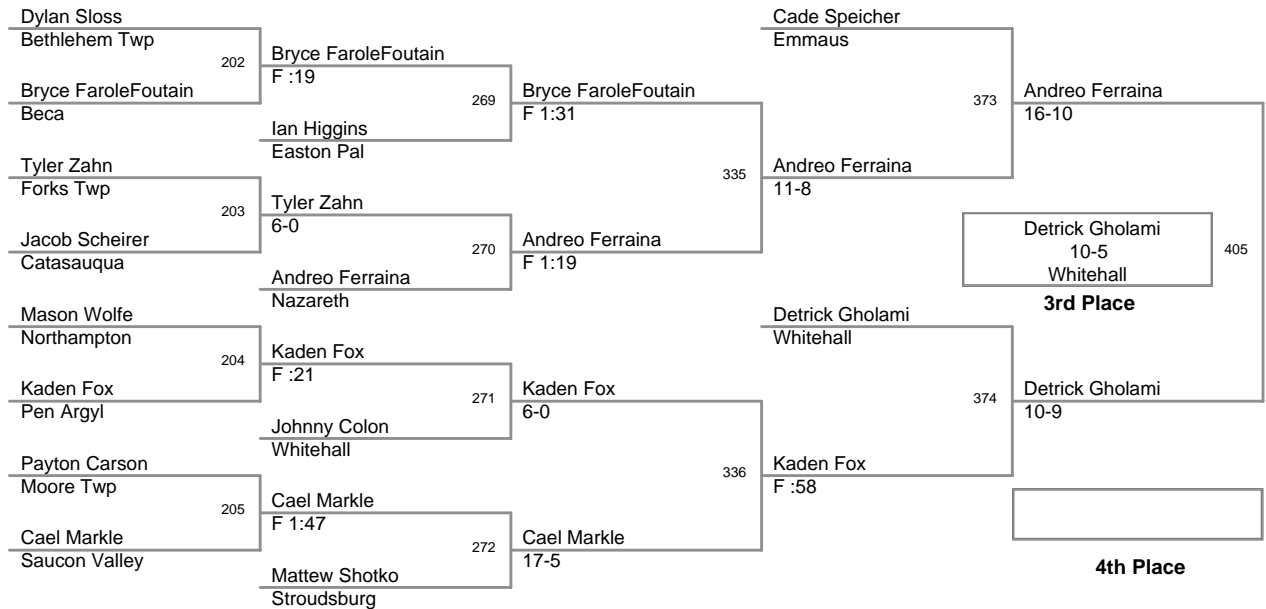 Dylan Sloss
Bethlehem Twp
202
Bryce FaroleFoutain
Beca
Tyler Zahn
Forks Twp
203
Jacob Scheirer
Catasauqua
Mason Wolfe
Northampton
204
Kaden Fox
Pen Argyl
Payton Carson
Moore Twp
205
Cael Markle
Saucon Valley
Bryce FaroleFoutain
F :19
269
Ian Higgins
Easton Pal
Tyler Zahn
6-0
270
Andreo Ferraina
Nazareth
Kaden Fox
F :21
271
Johnny Colon
Whitehall
Cael Markle
F 1:47
272
Mattew Shotko
Stroudsburg
Bryce FaroleFoutain
F 1:31
335
Andreo Ferraina
F 1:19
Kaden Fox
6-0
336
Cael Markle
17-5
Cade Speicher
Emmaus
373
Andreo Ferraina
11-8
Detrick Gholami
Whitehall
374
Kaden Fox
F :58
Andreo Ferraina
16-10
Detrick Gholami
10-5
Whitehall
405
3rd Place
Detrick Gholami
10-9
4th Place